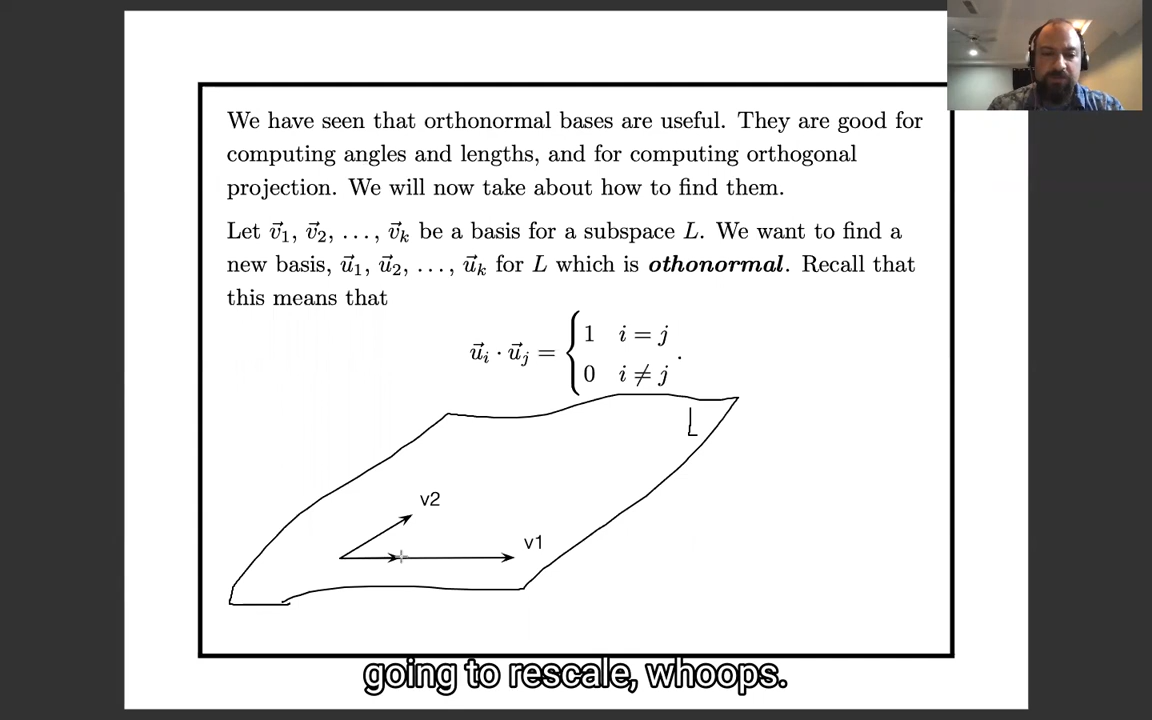 We have seen that orthonormal bases are useful. They are good for
computing angles and lengths, and for computing orthogonal
projection. We will now take about how to find them.
Let v⃗₁, v⃗₂, ..., v⃗ₖ be a basis for a subspace L. We want to find a
new basis, u⃗₁, u⃗₂, ..., u⃗ₖ for L which is othonormal. Recall that
this means that
u⃗ᵢ · u⃗ⱼ = { 1 i = j
0 i ≠ j .
L
v2
v1
going to rescale, whoops.